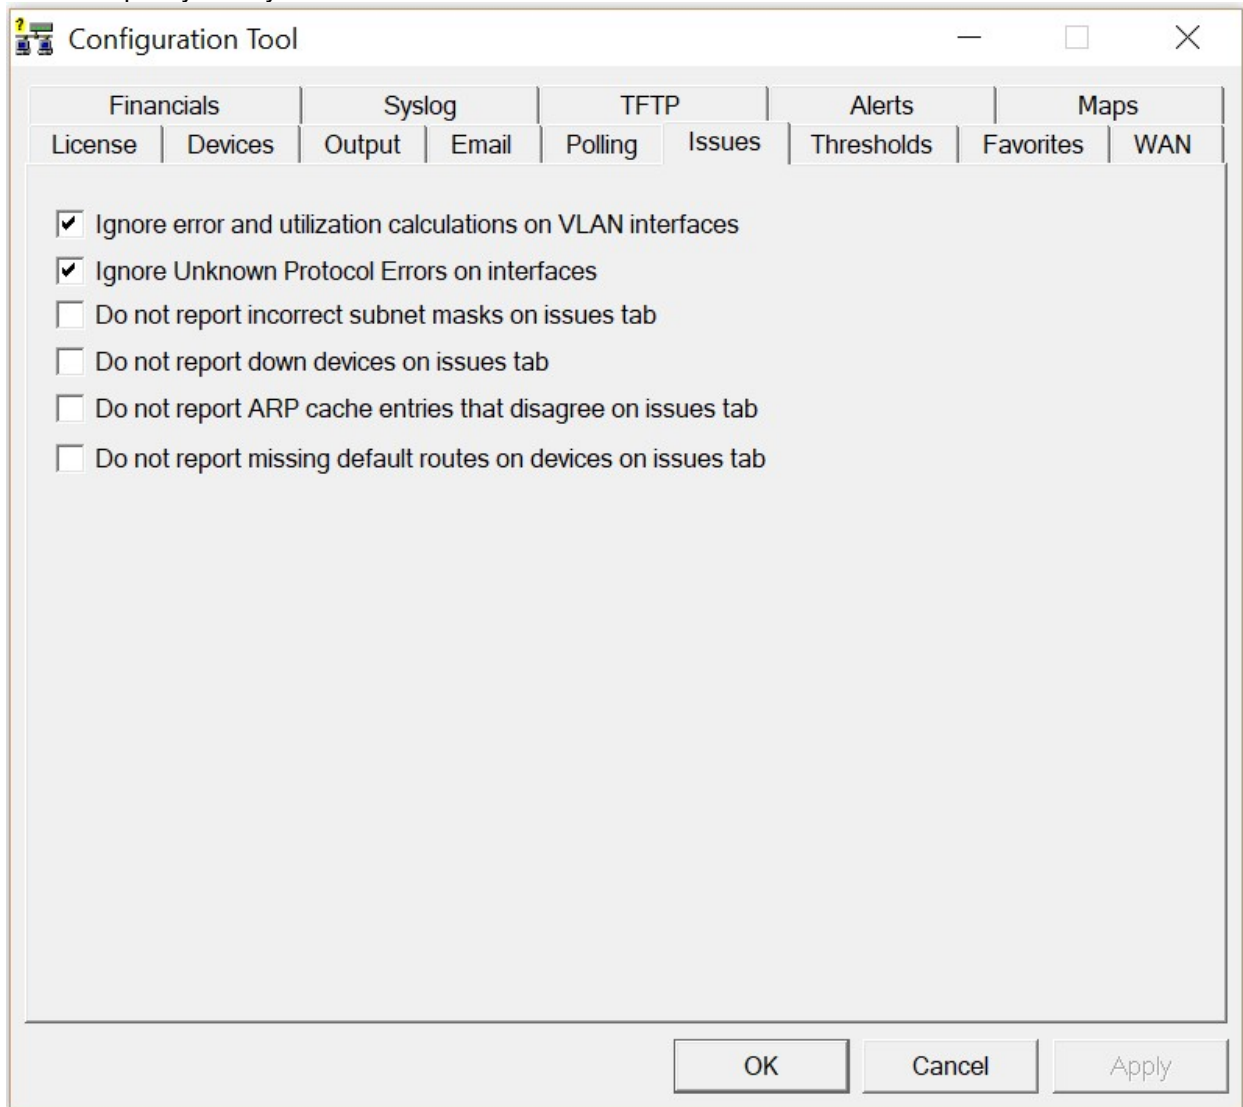 Configuration Tool
Financials Syslog TFTP Alerts Maps
License Devices Output Email Polling Issues Thresholds Favorites WAN
Ignore error and utilization calculations on VLAN interfaces
Ignore Unknown Protocol Errors on interfaces
Do not report incorrect subnet masks on issues tab
Do not report down devices on issues tab
Do not report ARP cache entries that disagree on issues tab
Do not report missing default routes on devices on issues tab
OK Cancel Apply